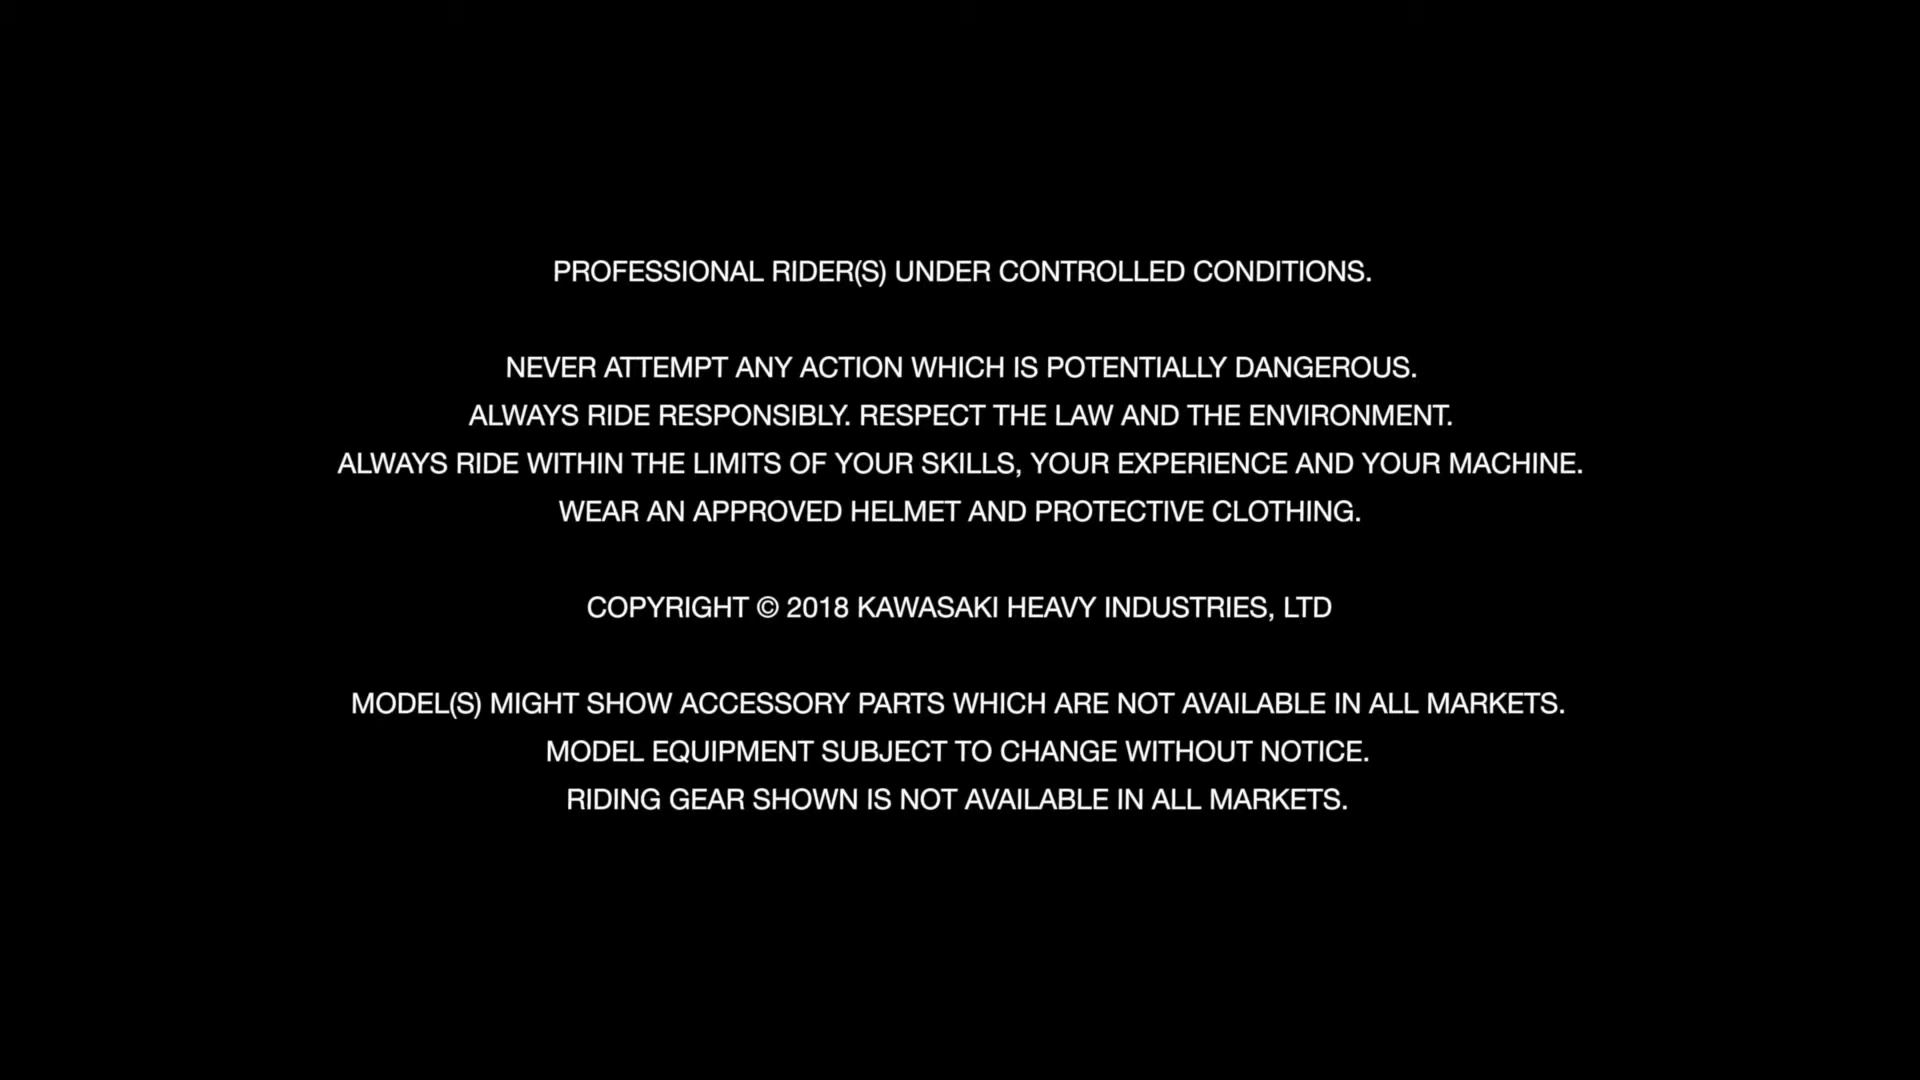 PROFESSIONAL RIDER(S) UNDER CONTROLLED CONDITIONS.
NEVER ATTEMPT ANY ACTION WHICH IS POTENTIALLY DANGEROUS.
ALWAYS RIDE RESPONSIBLY. RESPECT THE LAW AND THE ENVIRONMENT.
ALWAYS RIDE WITHIN THE LIMITS OF YOUR SKILLS, YOUR EXPERIENCE AND YOUR MACHINE.
WEAR AN APPROVED HELMET AND PROTECTIVE CLOTHING.
COPYRIGHT © 2018 KAWASAKI HEAVY INDUSTRIES, LTD
MODEL(S) MIGHT SHOW ACCESSORY PARTS WHICH ARE NOT AVAILABLE IN ALL MARKETS.
MODEL EQUIPMENT SUBJECT TO CHANGE WITHOUT NOTICE.
RIDING GEAR SHOWN IS NOT AVAILABLE IN ALL MARKETS.